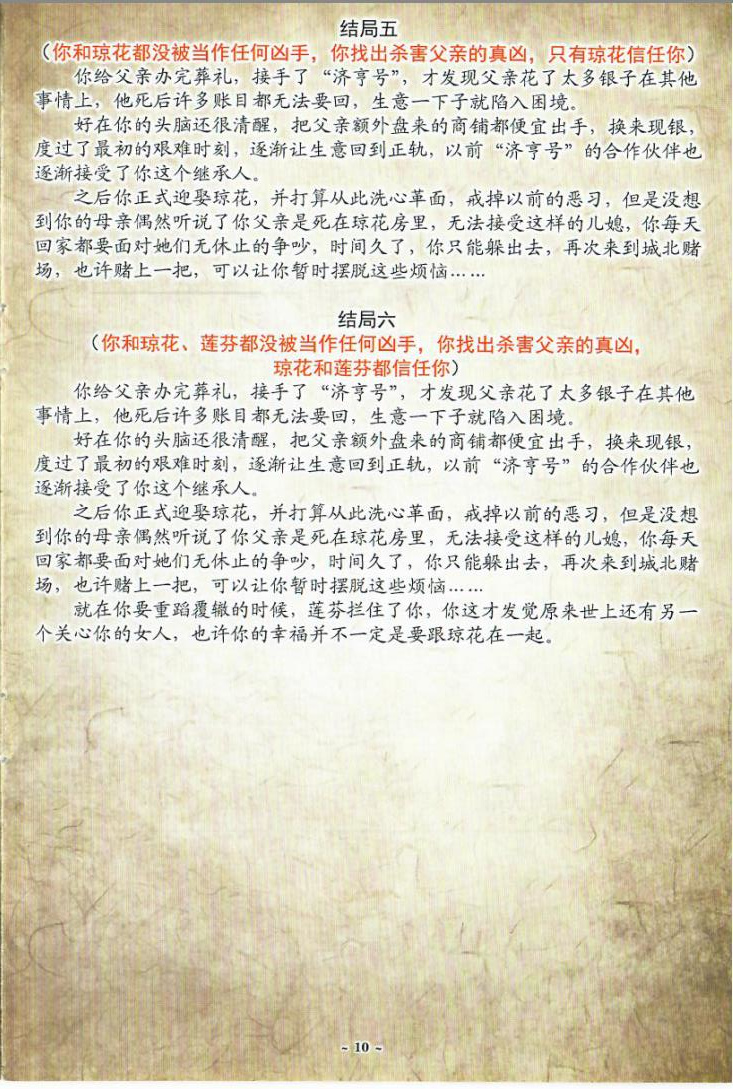 结局五
（你和琼花都没被当作任何凶手，你找出杀害父亲的真凶，只有琼花信任你）
你给父亲办完葬礼，接手了“济亨号”，才发现父亲花了太多银子在其他
事情上，他死后许多账目都无法要回，生意一下子就陷入困境。
好在你的头脑还很清醒，把父亲额外盘来的商铺都便宜出手，换来现银，
度过了最初的艰难时刻，逐渐让生意回到正轨，以前“济亨号”的合作伙伴也
逐渐接受了你这个继承人。
之后你正式迎娶琼花，并打算从此洗心革面，戒掉以前的恶习，但是没想
到你的母亲偶然听说了你父亲是死在琼花房里，无法接受这样的儿媳，你每天
回家都要面对她们无休止的争吵，时间久了，你只能躲出去，再次来到城北赌
场，也许赌上一把，可以让你暂时摆脱这些烦恼……
结局六
（你和琼花、莲芬都没被当作任何凶手，你找出杀害父亲的真凶，
琼花和莲芬都信任你）
你给父亲办完葬礼，接手了“济亨号”，才发现父亲花了太多银子在其他
事情上，他死后许多账目都无法要回，生意一下子就陷入困境。
好在你的头脑还很清醒，把父亲额外盘来的商铺都便宜出手，换来现银，
度过了最初的艰难时刻，逐渐让生意回到正轨，以前“济亨号”的合作伙伴也
逐渐接受了你这个继承人。
之后你正式迎娶琼花，并打算从此洗心革面，戒掉以前的恶习，但是没想
到你的母亲偶然听说了你父亲是死在琼花房里，无法接受这样的儿媳，你每天
回家都要面对她们无休止的争吵，时间久了，你只能躲出去，再次来到城北赌
场，也许赌上一把，可以让你暂时摆脱这些烦恼……
就在你要重蹈覆辙的时候，莲芬拦住了你，你这才发觉原来世上还有另一
个关心你的女人，也许你的幸福并不一定是要跟琼花在一起。
~ 10 ~